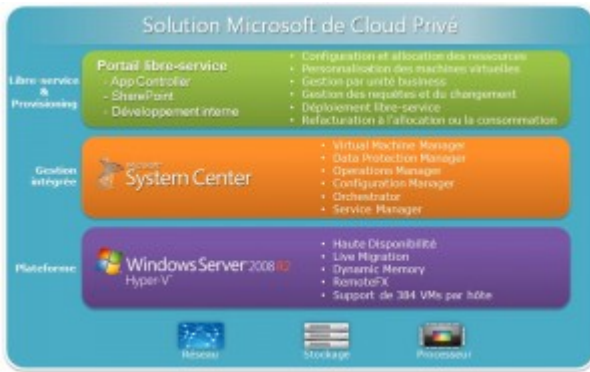 Solution Microsoft de Cloud Privé
Libre-service
&
Provisioning
Portail libre-service
- App Controller
- SharePoint
- Développement interne
• Configuration et allocation des ressources
• Personnalisation des machines virtuelles
• Gestion par unité business
• Gestion des requêtes et du changement
• Déploiement libre-service
• Refacturation à l'allocation ou la consommation
Gestion
intégrée
Microsoft
System Center
• Virtual Machine Manager
• Data Protection Manager
• Operations Manager
• Configuration Manager
• Orchestrator
• Service Manager
Plateforme
Windows Server 2008 R2
Hyper-V™
• Haute Disponibilité
• Live Migration
• Dynamic Memory
• RemoteFX
• Support de 384 VMs par hôte
Réseau
Stockage
Processeur